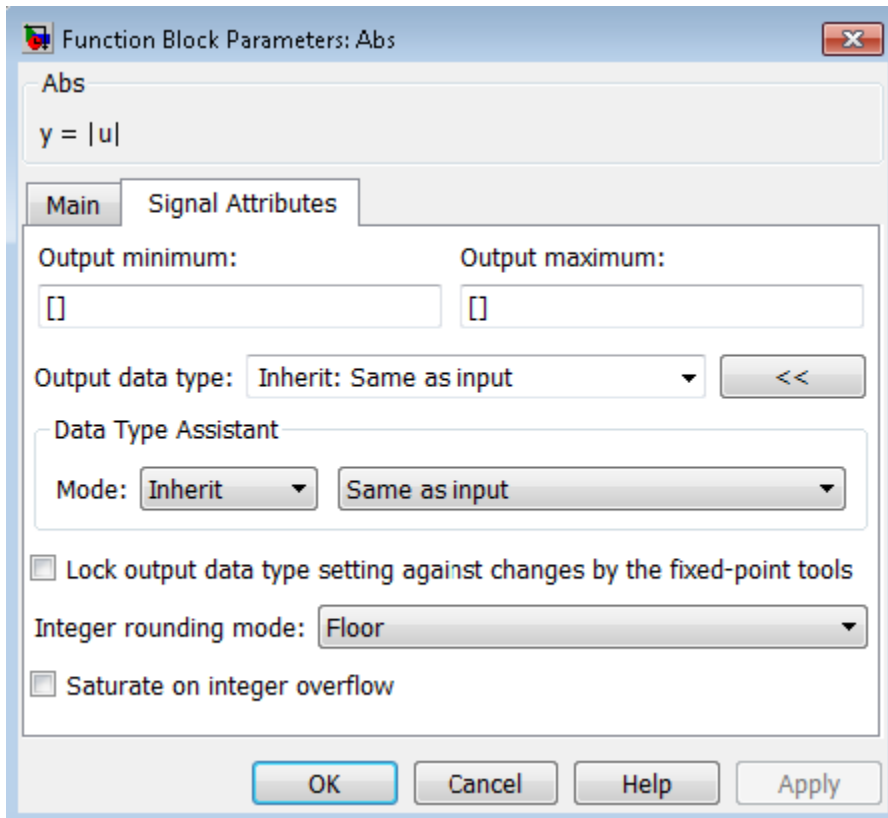 Function Block Parameters: Abs
Abs
y = |u|
Main Signal Attributes
Output minimum: Output maximum:
[] []
Output data type: Inherit: Same as input <<
Data Type Assistant
Mode: Inherit Same as input
Lock output data type setting against changes by the fixed-point tools
Integer rounding mode: Floor
Saturate on integer overflow
OK Cancel Help Apply